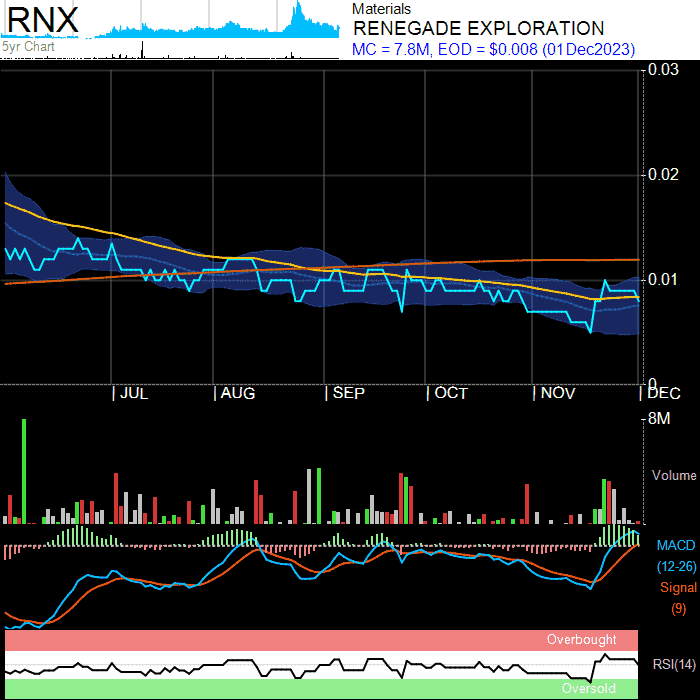 RNX
5yr Chart
Materials
RENEGADE EXPLORATION
MC = 7.8M, EOD = $0.008 (01Dec2023)
0.03
0.02
0.01
0
JUL AUG SEP OCT NOV DEC
8M
Volume
MACD
(12-26)
Signal
(9)
Overbought
RSI(14)
Oversold